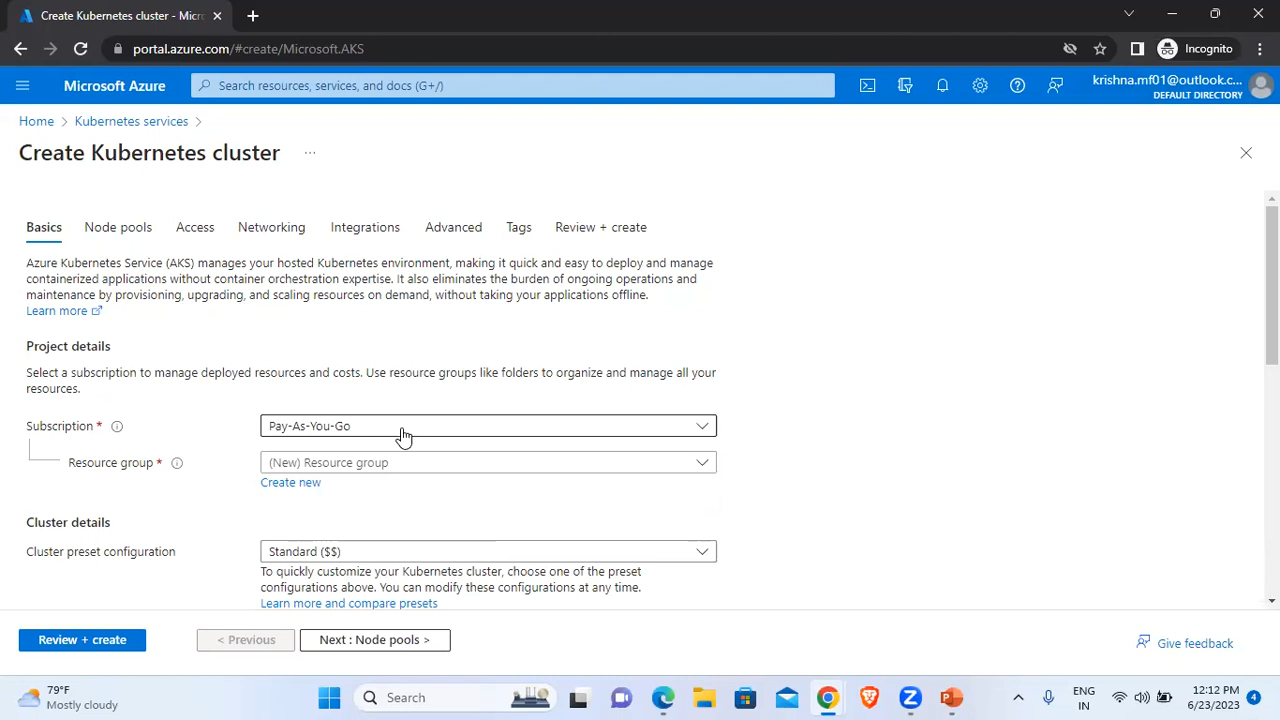 Create Kubernetes cluster - Micro
portal.azure.com/#create/Microsoft.AKS
Incognito
Microsoft Azure
Search resources, services, and docs (G+/)
krishna.mf01@outlook.c...
DEFAULT DIRECTORY
Home > Kubernetes services >
Create Kubernetes cluster ...
Basics Node pools Access Networking Integrations Advanced Tags Review + create
Azure Kubernetes Service (AKS) manages your hosted Kubernetes environment, making it quick and easy to deploy and manage
containerized applications without container orchestration expertise. It also eliminates the burden of ongoing operations and
maintenance by provisioning, upgrading, and scaling resources on demand, without taking your applications offline.
Learn more
Project details
Select a subscription to manage deployed resources and costs. Use resource groups like folders to organize and manage all your
resources.
Subscription * Pay-As-You-Go
Resource group * (New) Resource group
Create new
Cluster details
Cluster preset configuration Standard ($$)
To quickly customize your Kubernetes cluster, choose one of the preset
configurations above. You can modify these configurations at any time.
Learn more and compare presets
Review + create < Previous Next : Node pools > Give feedback
79°F
Mostly cloudy
Search
ENG
IN
12:12 PM
6/23/2023
4